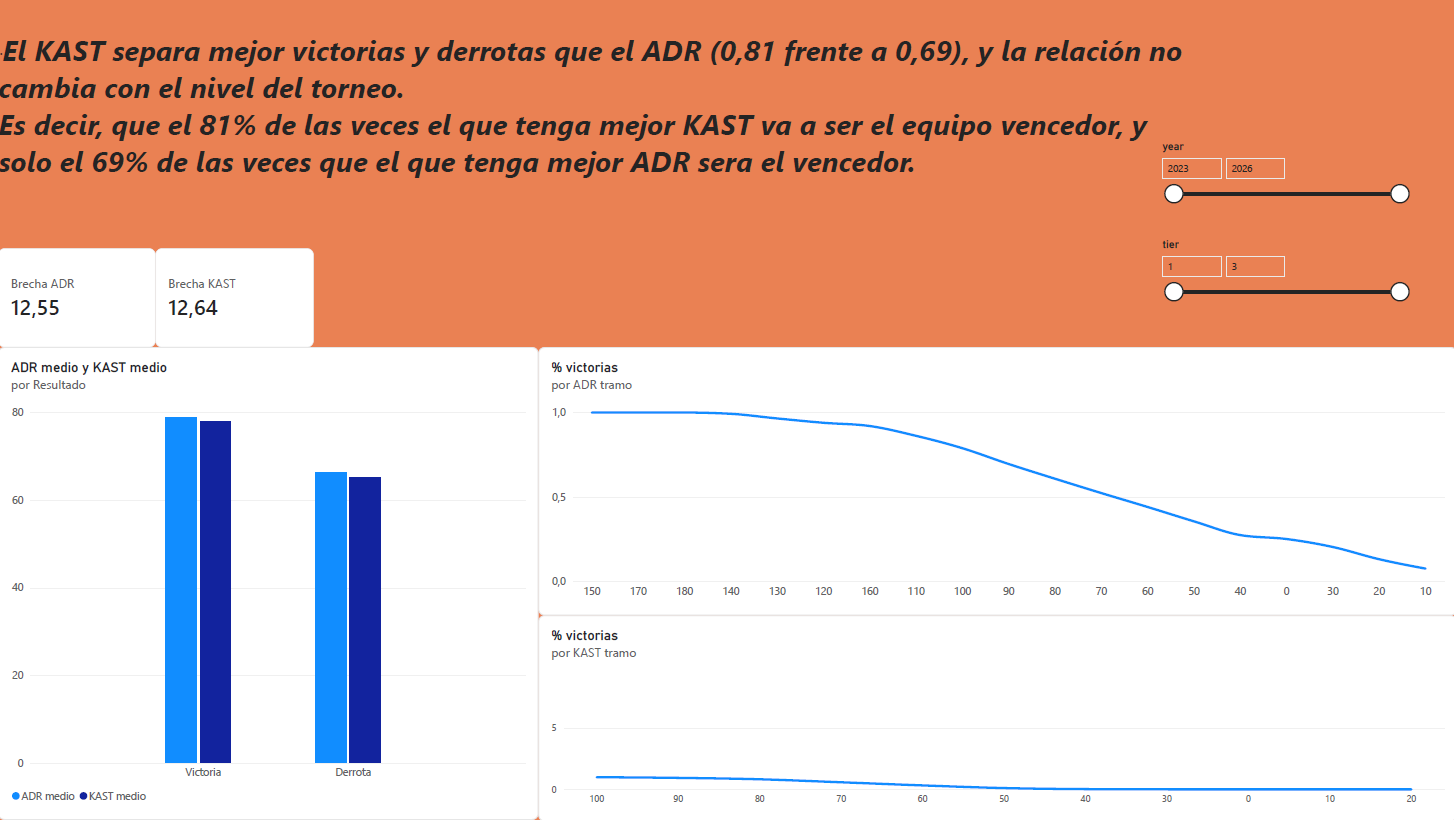 -El KAST separa mejor victorias y derrotas que el ADR (0,81 frente a 0,69), y la relación no
cambia con el nivel del torneo.
Es decir, que el 81% de las veces el que tenga mejor KAST va a ser el equipo vencedor, y
solo el 69% de las veces que el que tenga mejor ADR sera el vencedor.
year
2023 2026
tier
1 3
Brecha ADR
12,55
Brecha KAST
12,64
ADR medio y KAST medio
por Resultado
80
60
40
20
0
Victoria Derrota
ADR medio KAST medio
% victorias
por ADR tramo
1,0
0,5
0,0
150 170 180 140 130 120 160 110 100 90 80 70 60 50 40 0 30 20 10
% victorias
por KAST tramo
5
0
100 90 80 70 60 50 40 30 0 10 20